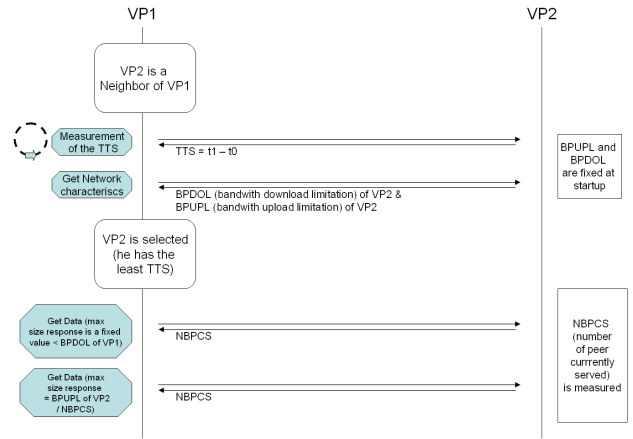 VP1
VP2
VP2 is a
Neighbor of VP1
Measurement
of the TTS
TTS = t1 – t0
BPUPL and
BPDOL
are fixed at
startup
Get Network
characteriscs
BPDOL (bandwith download limitation) of VP2 &
BPUPL (bandwith upload limitation) of VP2
VP2 is selected
(he has the
least TTS)
Get Data (max
size response is a fixed
value < BPDOL of VP1)
NBPCS
NBPCS
(number
of peer
currrently
served)
is measured
Get Data (max
size response
= BPUPL of VP2
/ NBPCS)
NBPCS